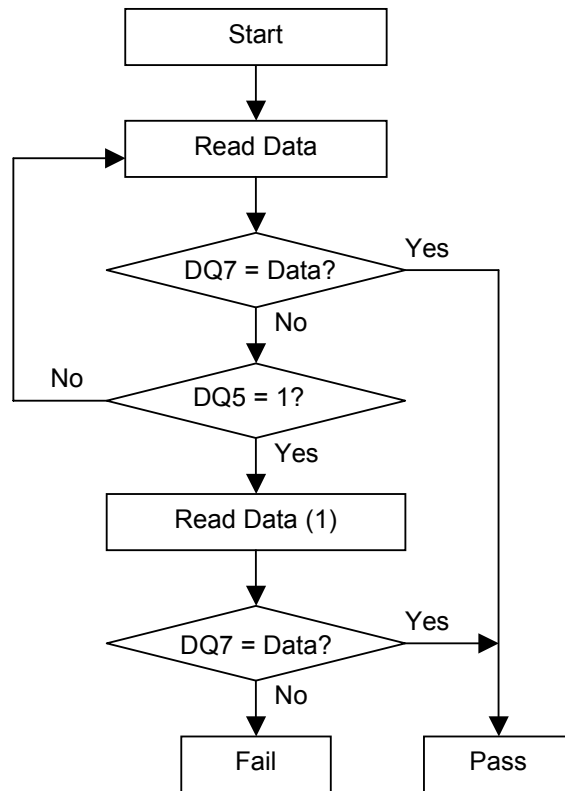 Start
Read Data
DQ7 = Data?
Yes
No
No
DQ5 = 1?
Yes
Read Data (1)
DQ7 = Data?
Yes
No
Fail
Pass